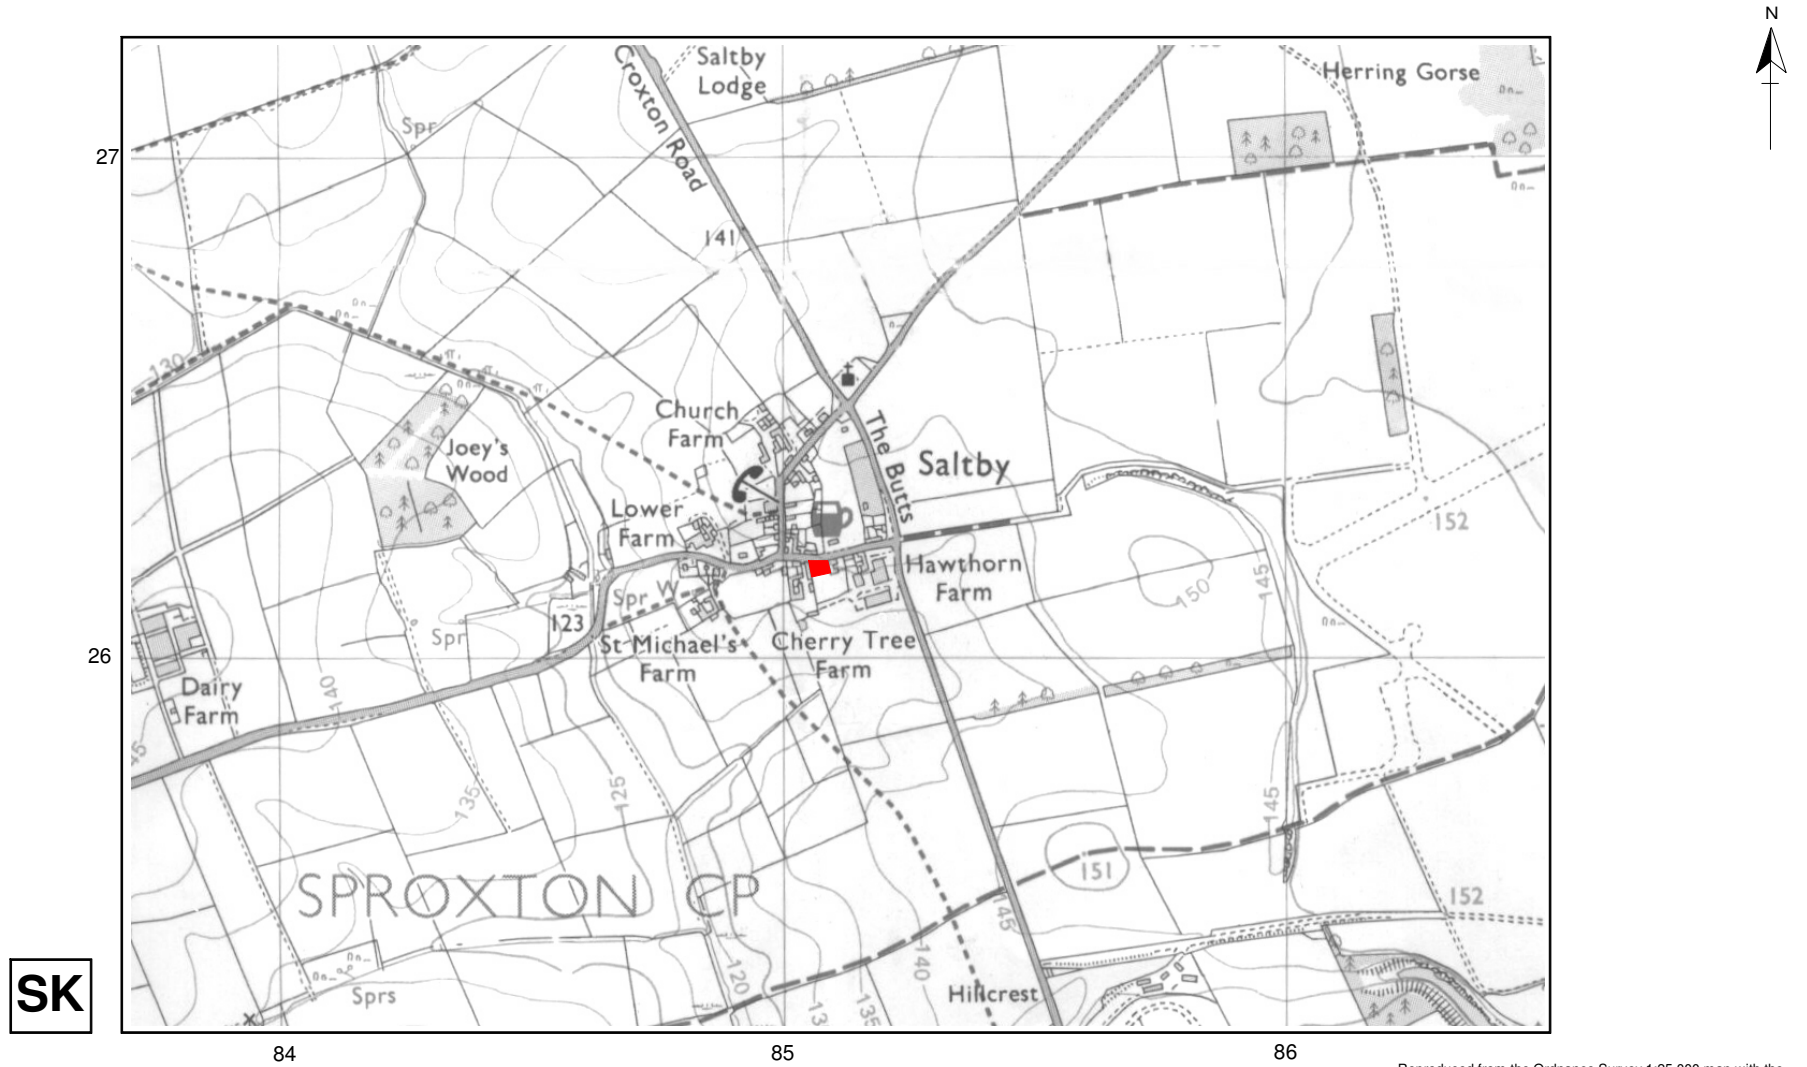 N
Saltby
Lodge
Herring Gorse
Croxton Road
Spr
27
141
130
Church
Farm
The Butts
Joey's
Wood
Saltby
Lower
Farm
152
Hawthorn
Farm
145
150
Spr W
123
Spr
St Michael's
Farm
Cherry Tree
Farm
26
Dairy
Farm
140
135
125
145
151
SPROXTON CP
152
145
140
120
SK
Sprs
Hillcrest
135
84
85
86